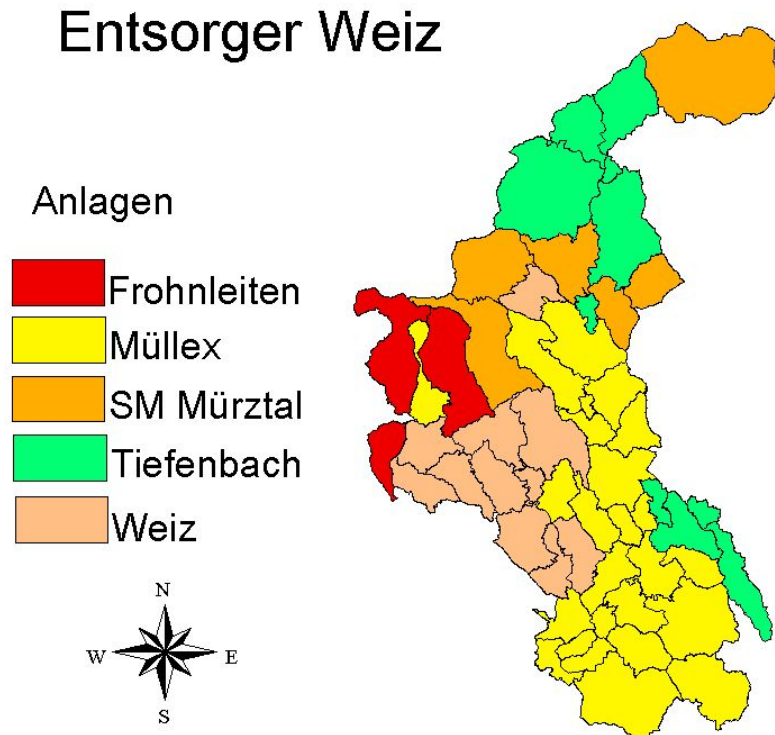 Entsorger Weiz
Anlagen
Frohnleiten
Müllex
SM Mürztal
Tiefenbach
Weiz
N
W E
S